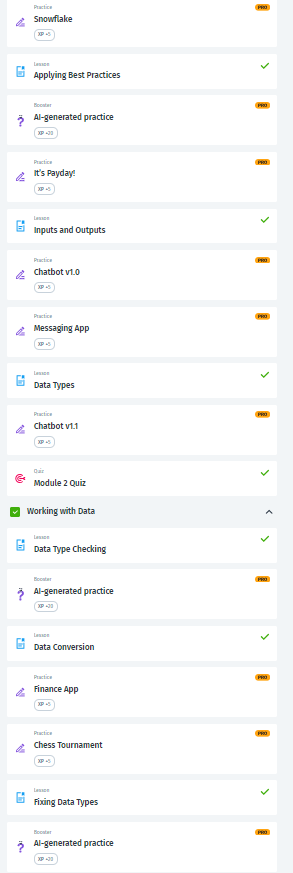 Practice
PRO
Snowflake
XP +5
Lesson
Applying Best Practices
Booster
PRO
AI-generated practice
XP +20
Practice
PRO
It's Payday!
XP +5
Lesson
Inputs and Outputs
Practice
PRO
Chatbot v1.0
XP +5
Practice
PRO
Messaging App
XP +5
Lesson
Data Types
Practice
PRO
Chatbot v1.1
XP +5
Quiz
Module 2 Quiz
Working with Data
Lesson
Data Type Checking
Booster
PRO
AI-generated practice
XP +20
Lesson
Data Conversion
Practice
PRO
Finance App
XP +5
Practice
PRO
Chess Tournament
XP +5
Lesson
Fixing Data Types
Booster
PRO
AI-generated practice
XP +20